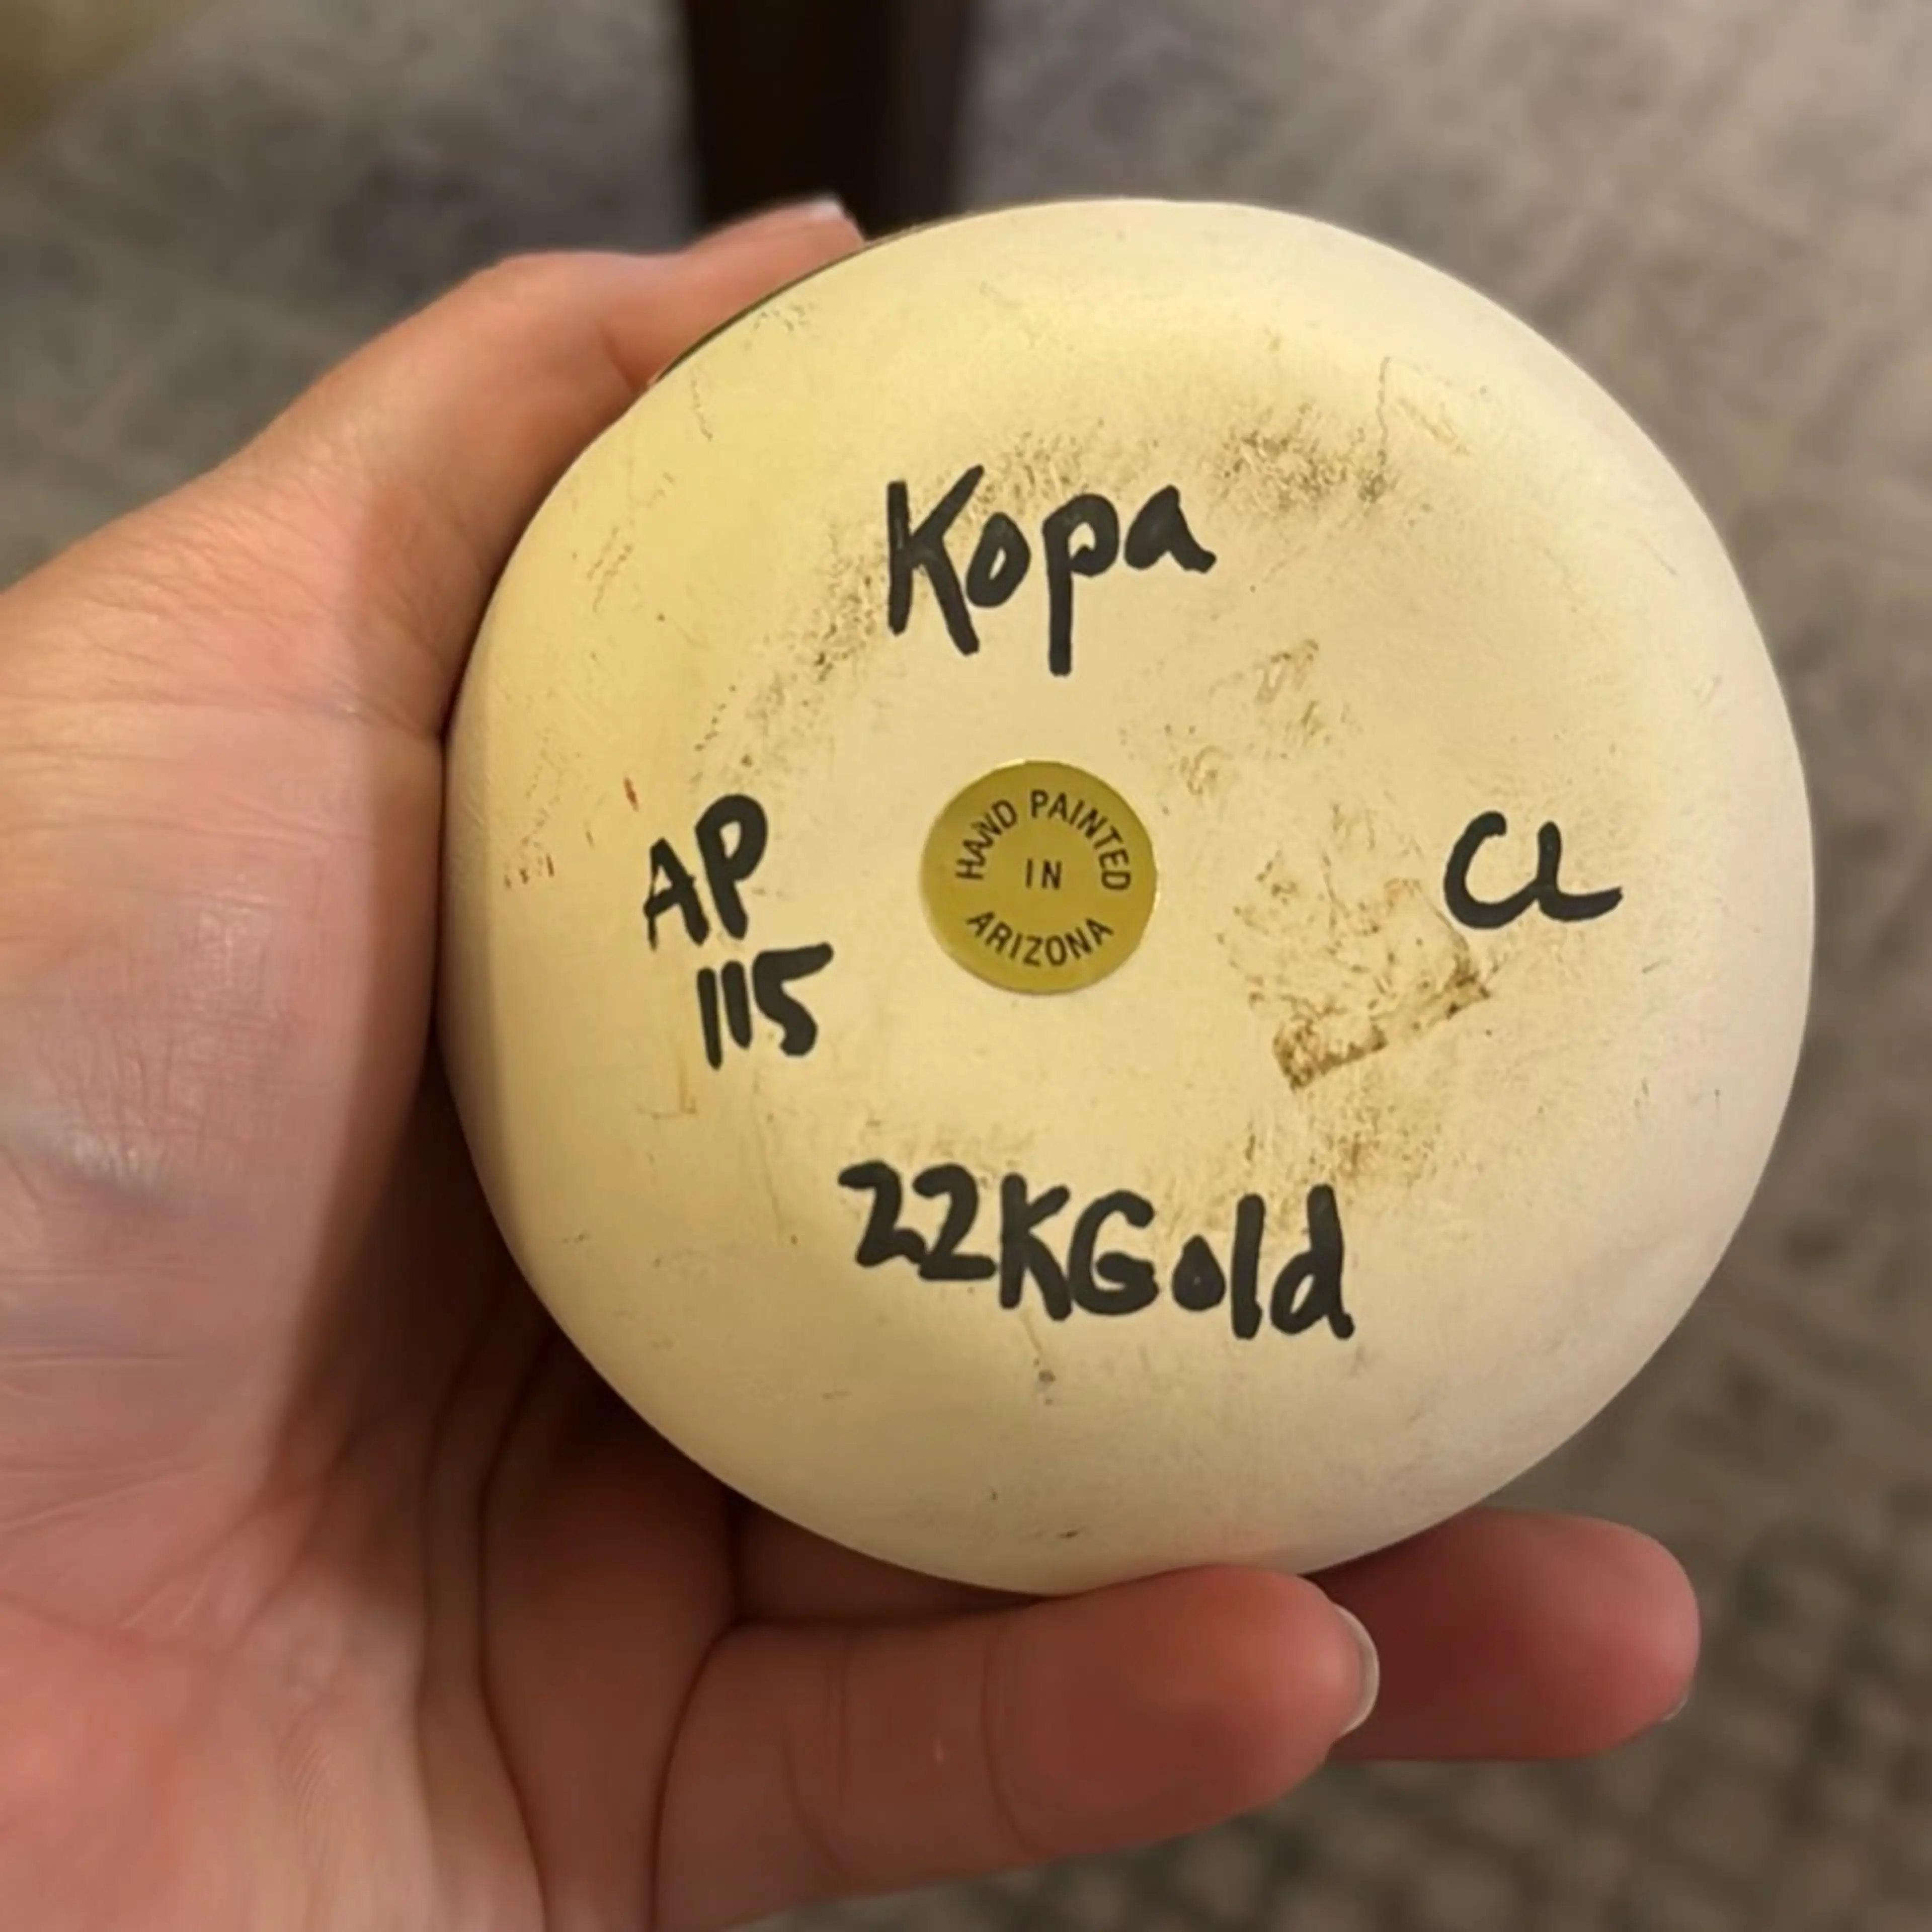 Kopa
AP
115
HAND PAINTED
IN
ARIZONA
CL
22KGold